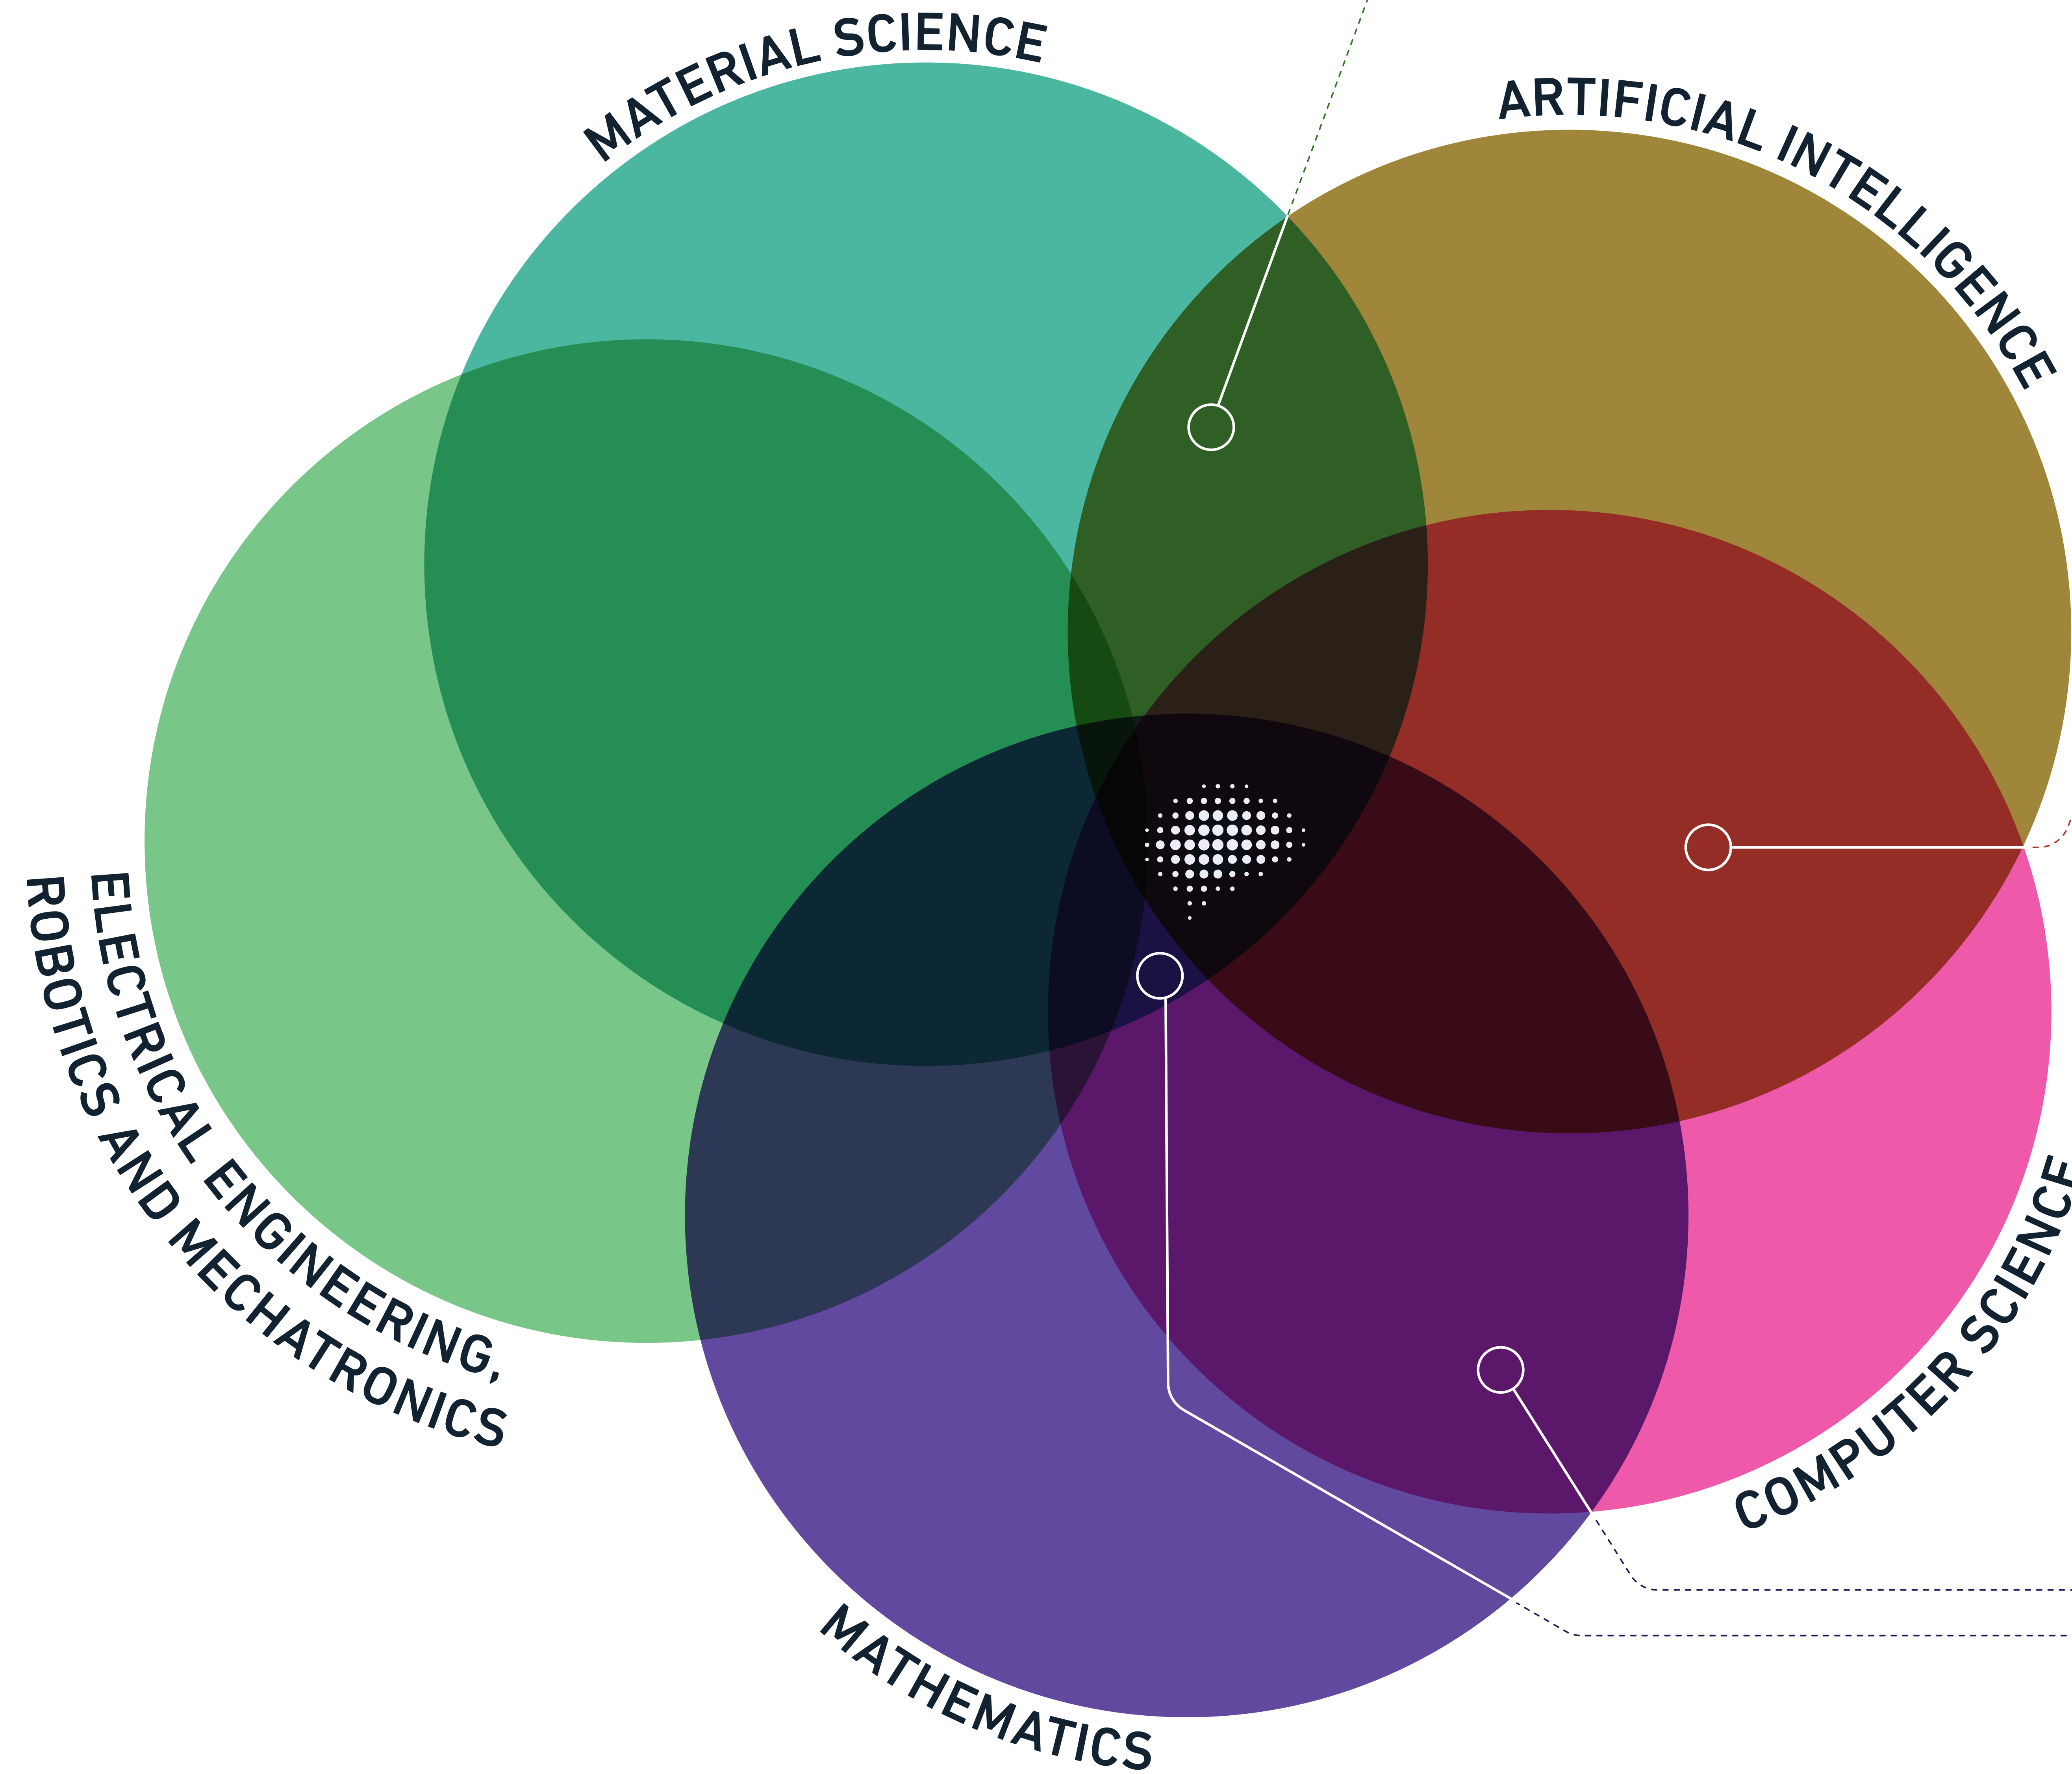 MATERIAL SCIENCE
ARTIFICIAL INTELLIGENCE
ELECTRICAL ENGINEERING,
ROBOTICS AND MECHATRONICS
COMPUTER SCIENCE
MATHEMATICS